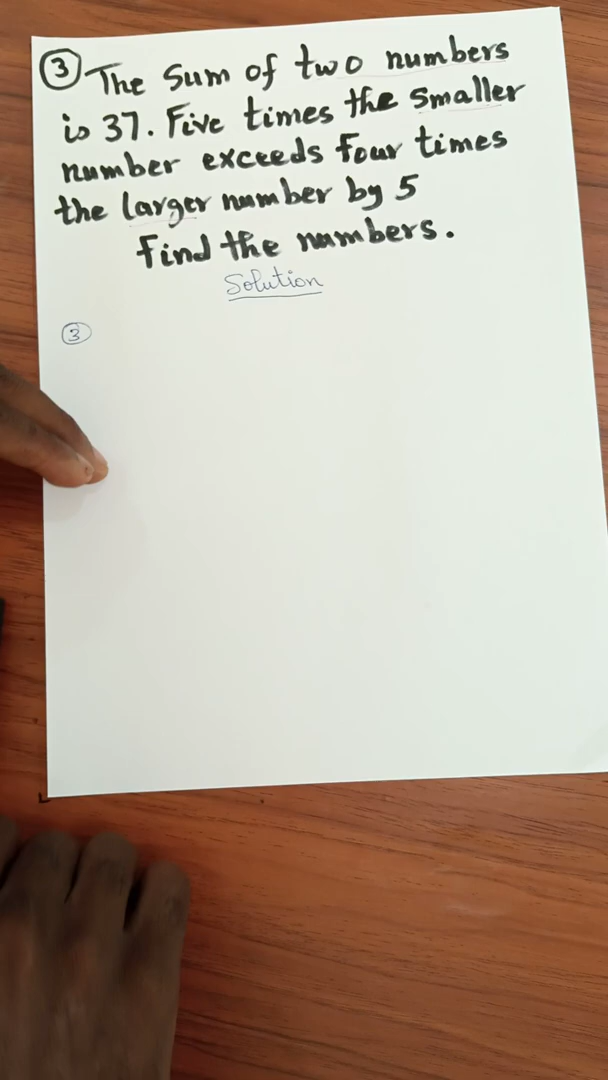 ③ The Sum of two numbers
is 37. Five times the Smaller
number exceeds four times
the larger number by 5
Find the numbers.
Solution
③